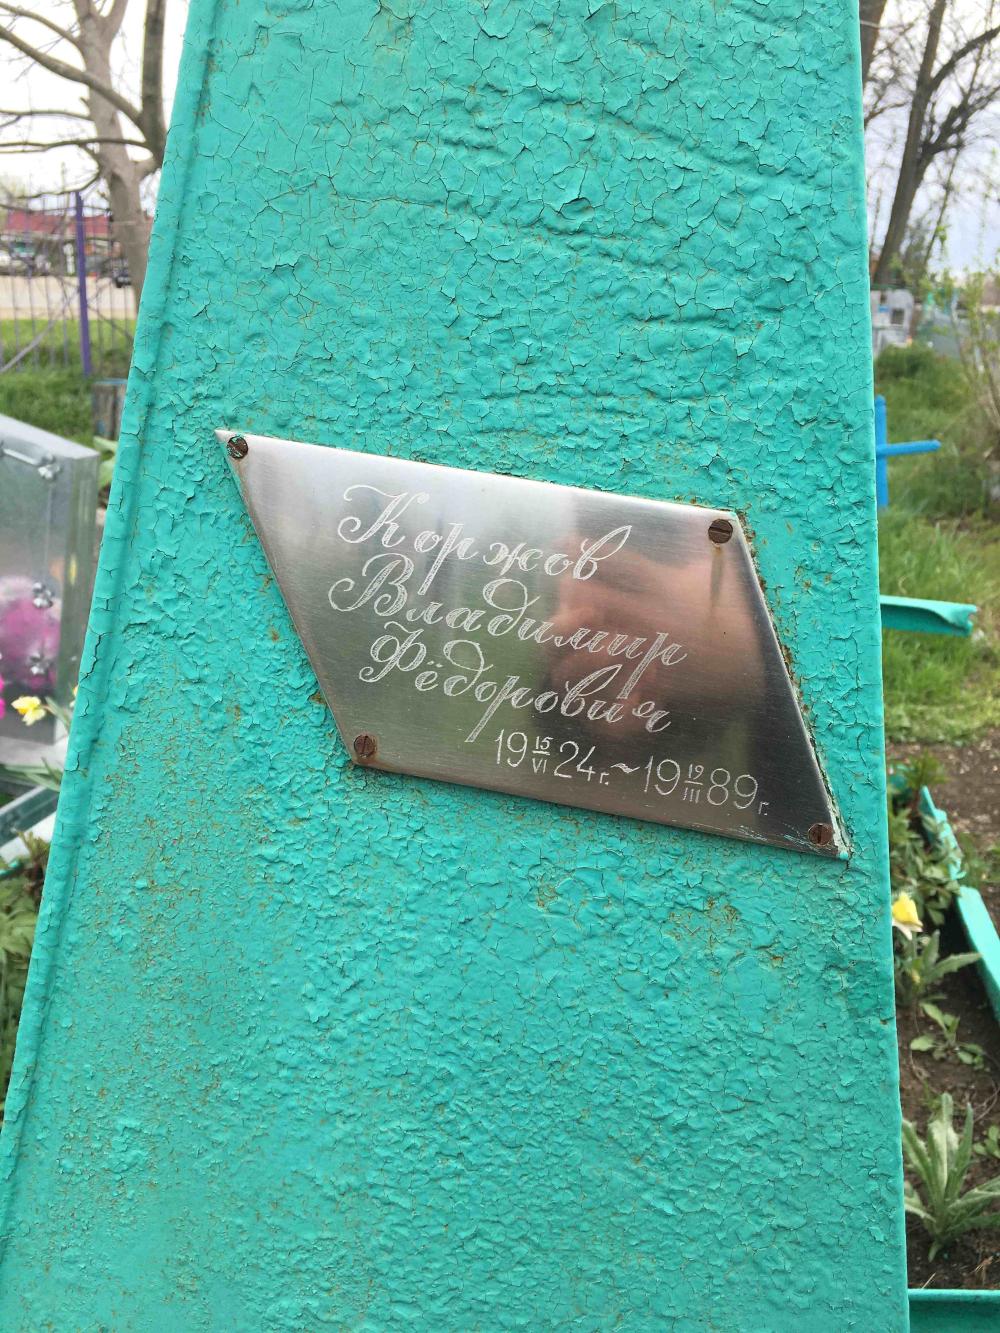 Коржов
Владимир
Фёдорович
19 15/VI 24г. ~ 19 19/III 89г.